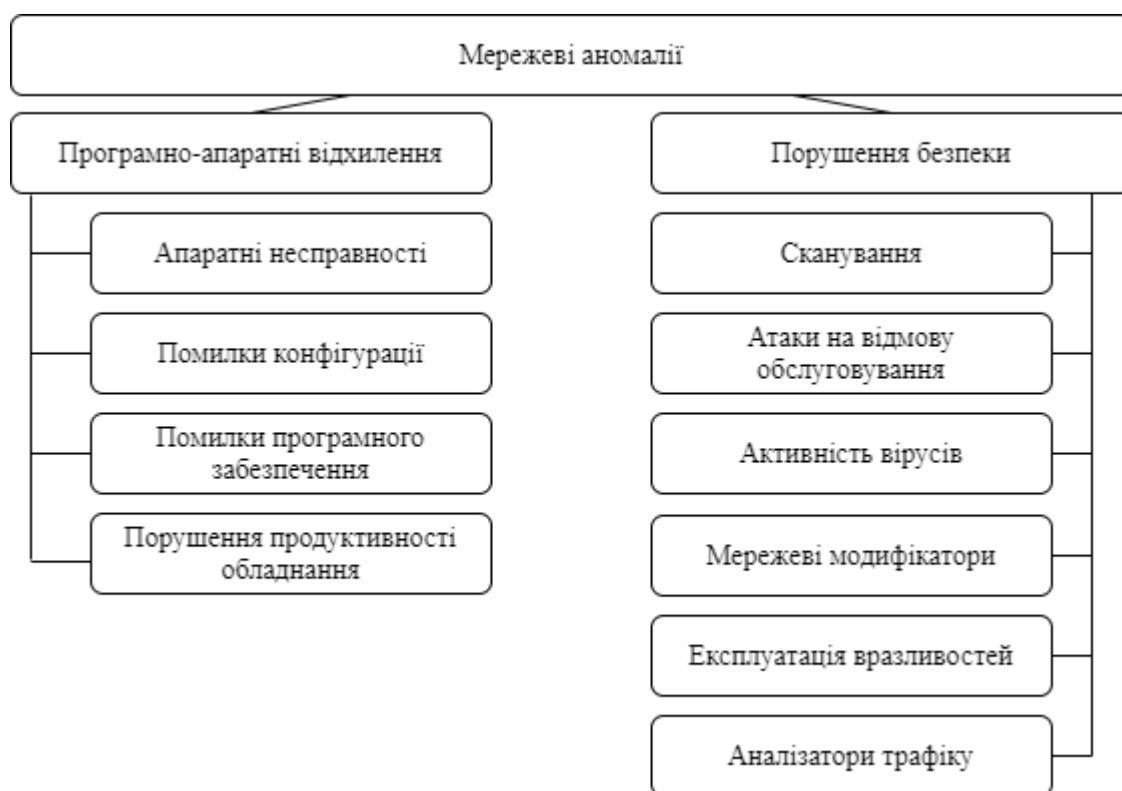 Мережеві аномалії
Програмно-апаратні відхилення
Апаратні несправності
Помилки конфігурації
Помилки програмного
забезпечення
Порушення продуктивності
обладнання
Порушення безпеки
Сканування
Атаки на відмову
обслуговування
Активність вірусів
Мережеві модифікатори
Експлуатація вразливостей
Аналізатори трафіку